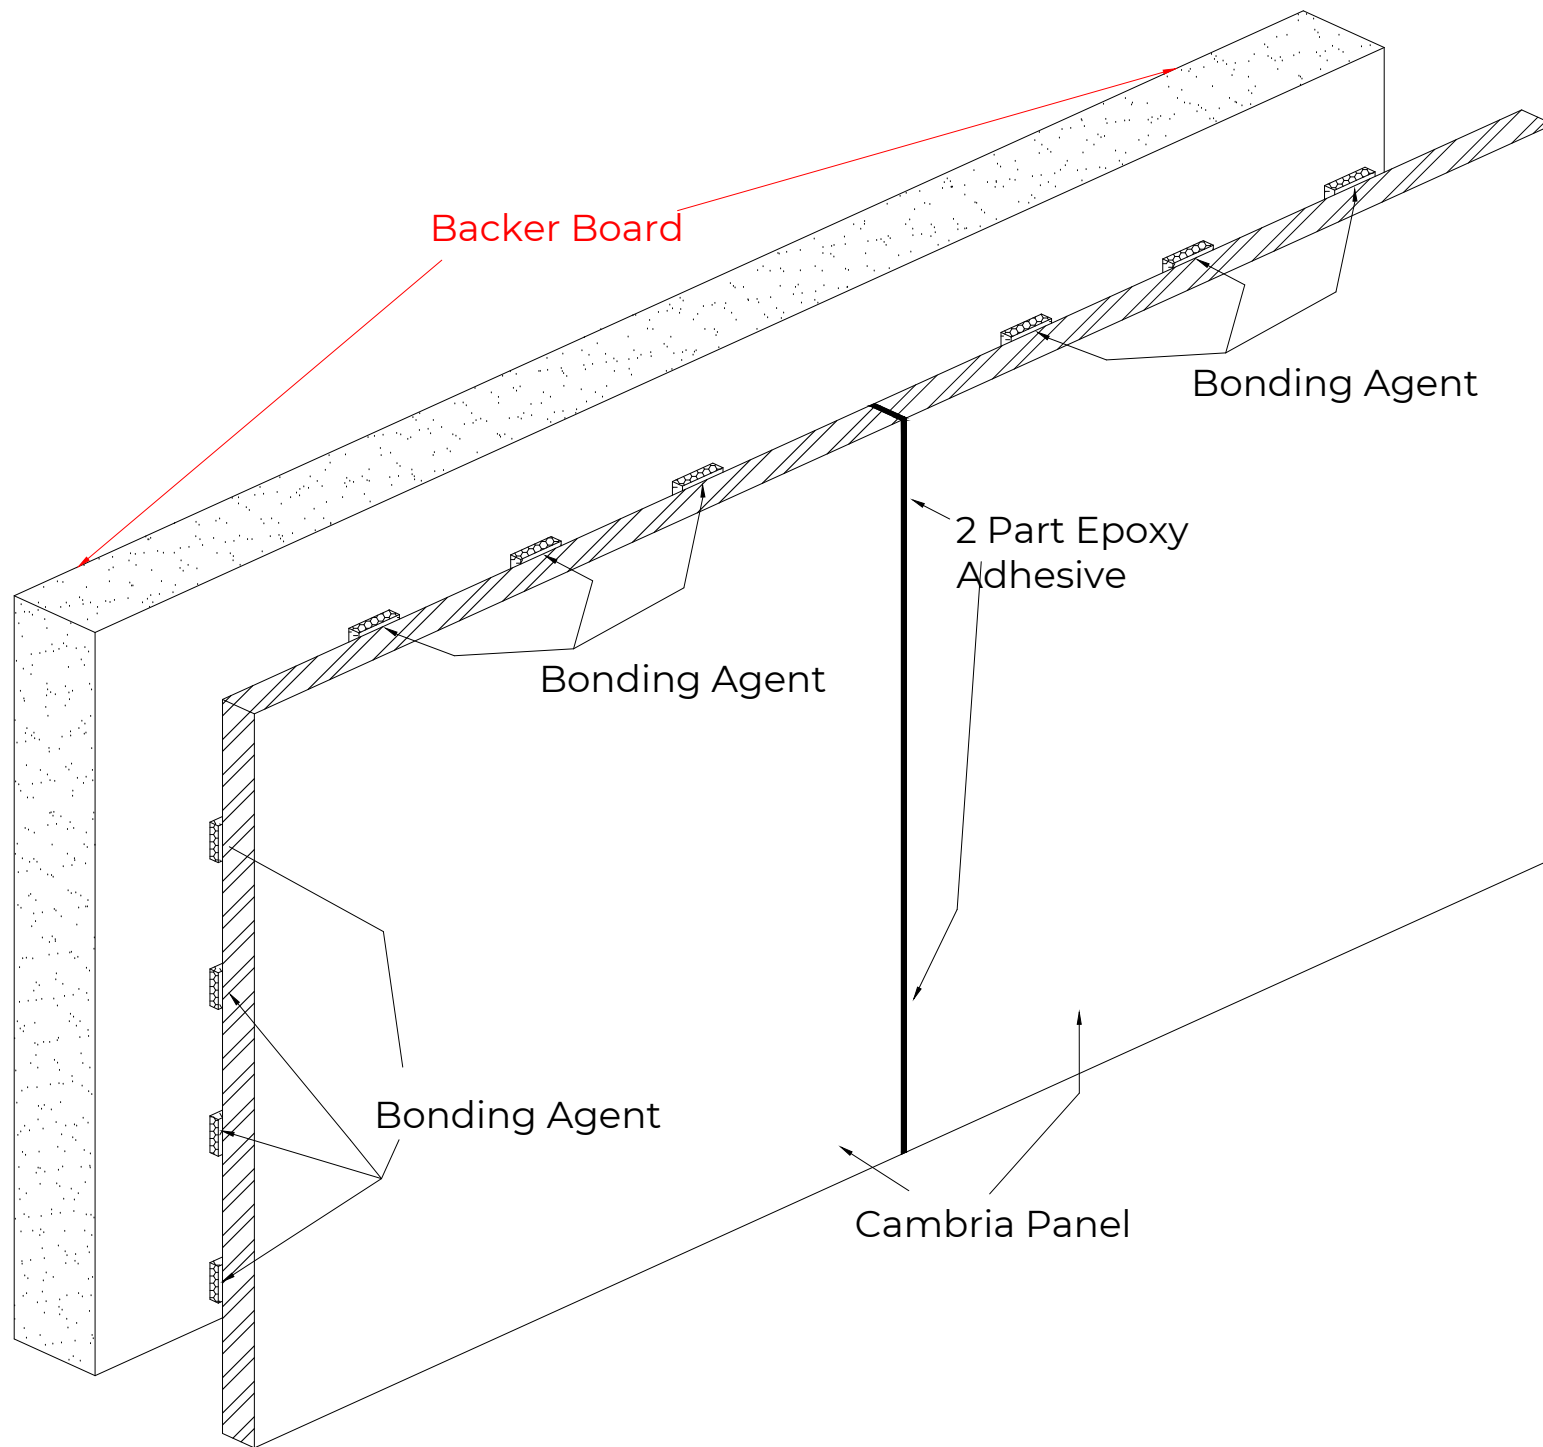 Backer Board
Bonding Agent
2 Part Epoxy
Adhesive
Bonding Agent
Bonding Agent
Cambria Panel